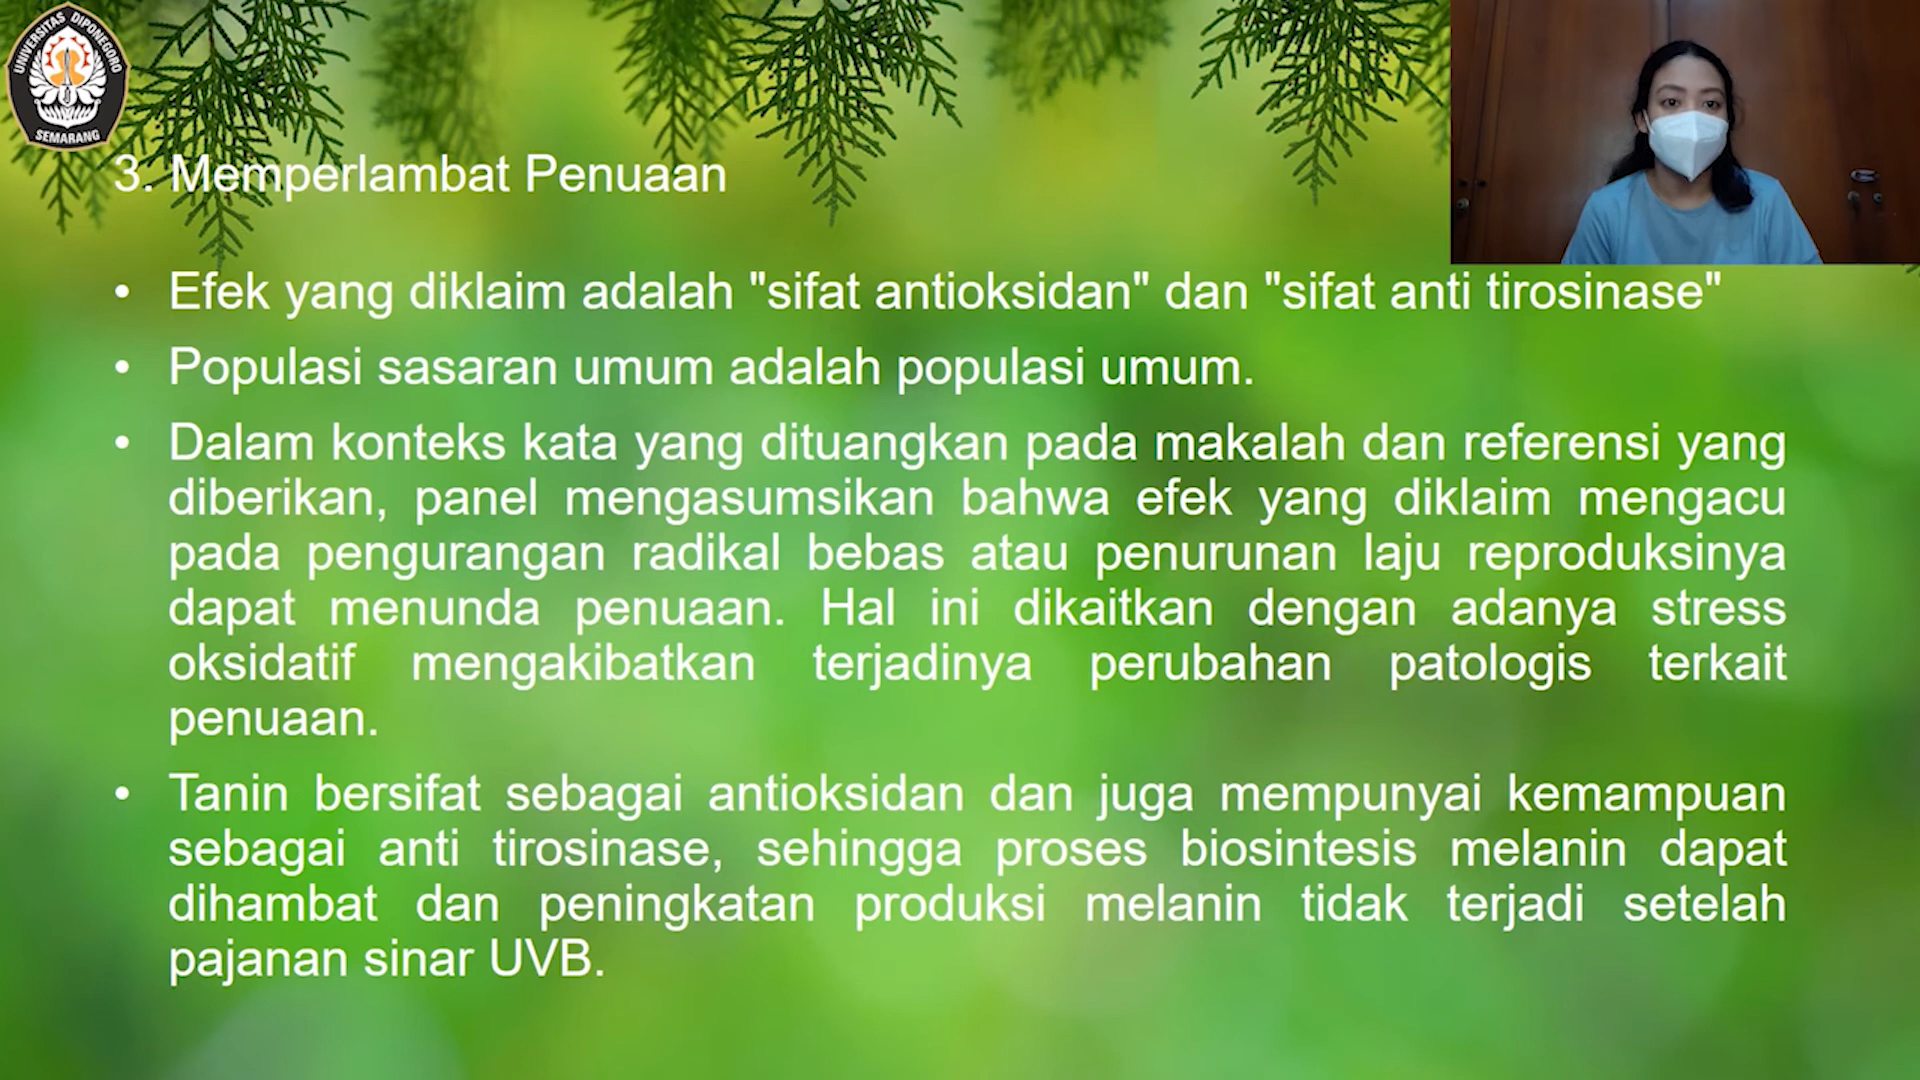 UNIVERSITAS DIPONEGORO
SEMARANG
3. Memperlambat Penuaan
• Efek yang diklaim adalah "sifat antioksidan" dan "sifat anti tirosinase"
• Populasi sasaran umum adalah populasi umum.
• Dalam konteks kata yang dituangkan pada makalah dan referensi yang
diberikan, panel mengasumsikan bahwa efek yang diklaim mengacu
pada pengurangan radikal bebas atau penurunan laju reproduksinya
dapat menunda penuaan. Hal ini dikaitkan dengan adanya stress
oksidatif mengakibatkan terjadinya perubahan patologis terkait
penuaan.
• Tanin bersifat sebagai antioksidan dan juga mempunyai kemampuan
sebagai anti tirosinase, sehingga proses biosintesis melanin dapat
dihambat dan peningkatan produksi melanin tidak terjadi setelah
pajanan sinar UVB.